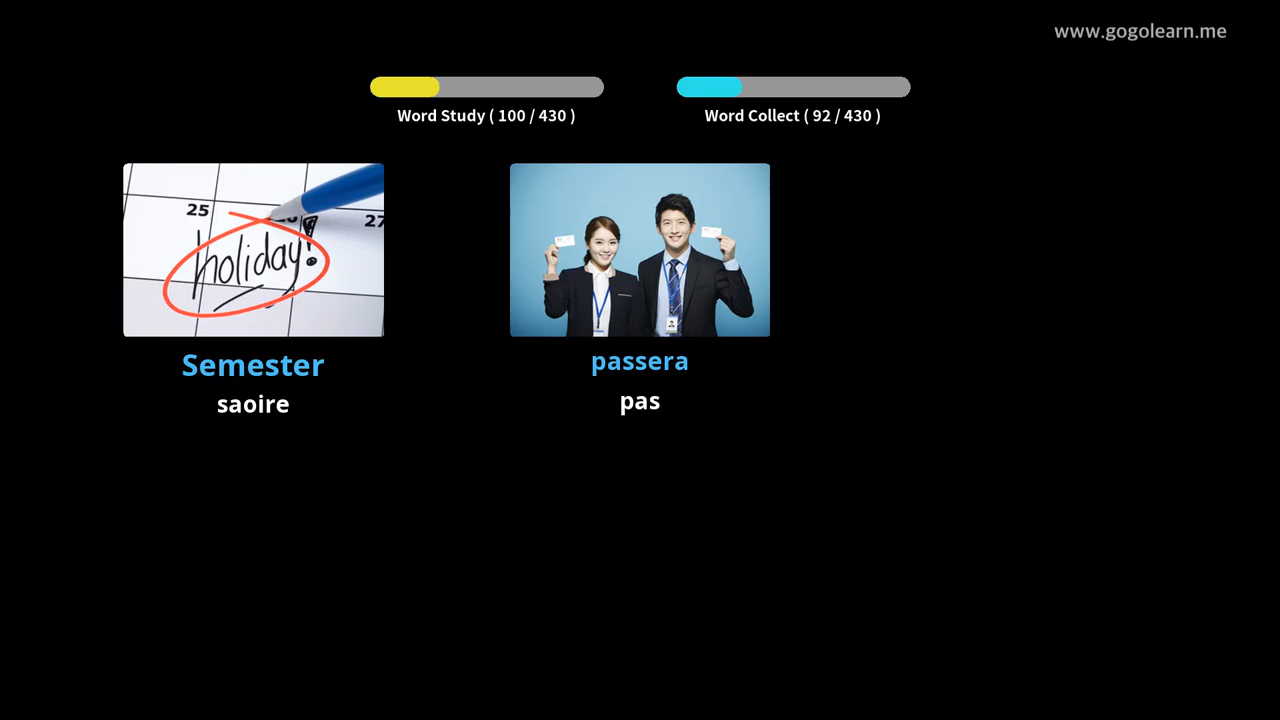 www.gogolearn.me
Word Study ( 100 / 430 )
Word Collect ( 92 / 430 )
25
27
holiday!
Semester
saoire
passera
pas